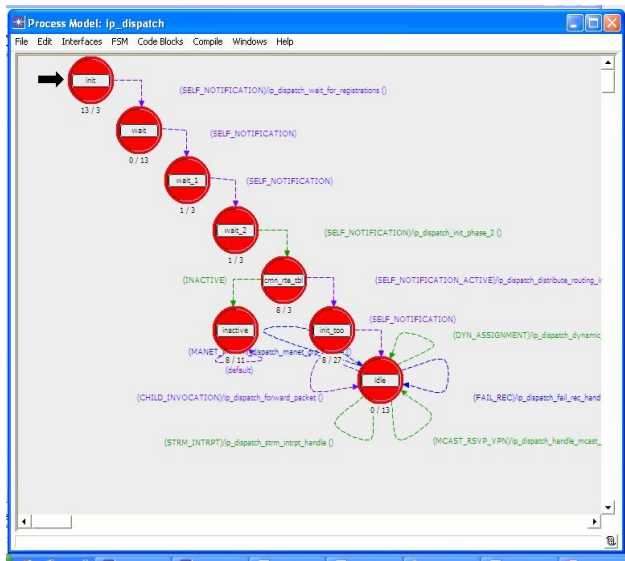 Process Model: ip_dispatch
File Edit Interfaces FSM Code Blocks Compile Windows Help
init
(SELF_NOTIFICATION)/ip_dispatch_wait_for_registrations ()
13 / 3
wait
(SELF_NOTIFICATION)
0 / 13
wait_1
(SELF_NOTIFICATION)
1 / 3
wait_2
(SELF_NOTIFICATION)/ip_dispatch_init_phase_2 ()
1 / 3
(INACTIVE)
cmn_rte_tbl
(SELF_NOTIFICATION_ACTIVE)/ip_dispatch_distribute_routing_i
8 / 3
(SELF_NOTIFICATION)
inactive
init_too
(DYN_ASSIGNMENT)/ip_dispatch_dynamic_
(MANET
dispatch_manet
8 / 11
8 / 27
(default)
idle
(CHILD_INVOCATION)/ip_dispatch_forward_packet ()
(FAIL_REC)/ip_dispatch_fail_rec_hand
0 / 13
(STRM_INTRPT)/ip_dispatch_strm_intrpt_handle ()
(MCAST_RSVP_VPN)/ip_dispatch_handle_mcast_